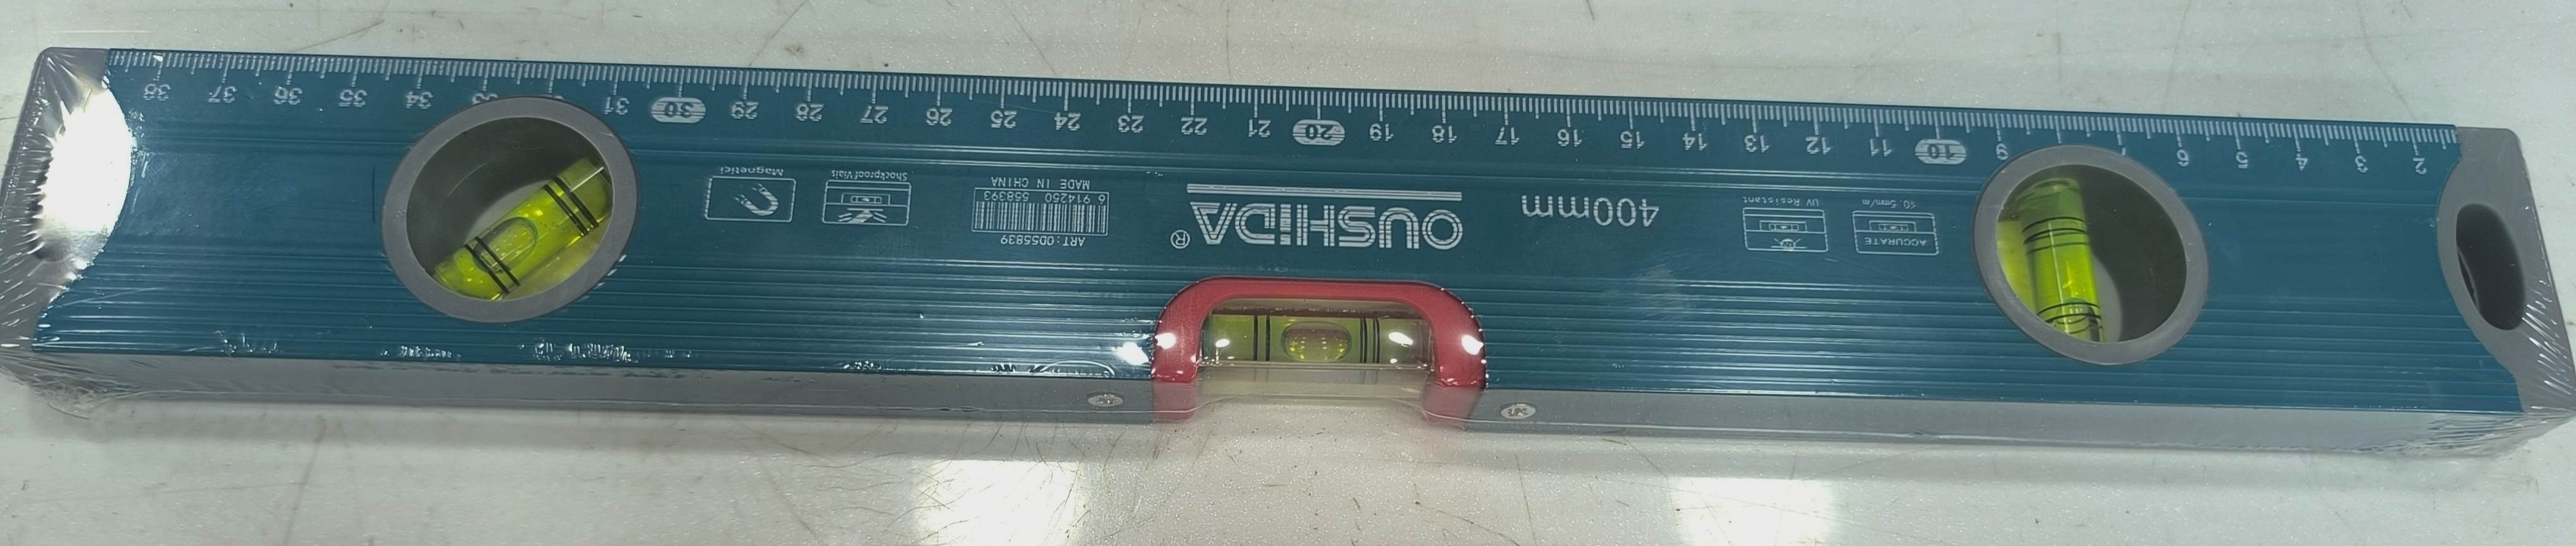 ACCURATE
≤0.5mm/m
UV Resistant
400mm
OUSHIDA®
ART:OD55839
6 914250 558393
MADE IN CHINA
Shockproof Vials
Magnetici
2 3 4 5 6 9 10 11 12 13 14 15 16 17 18 19 20 21 22 23 24 25 26 27 28 29 30 31 34 35 36 37 38